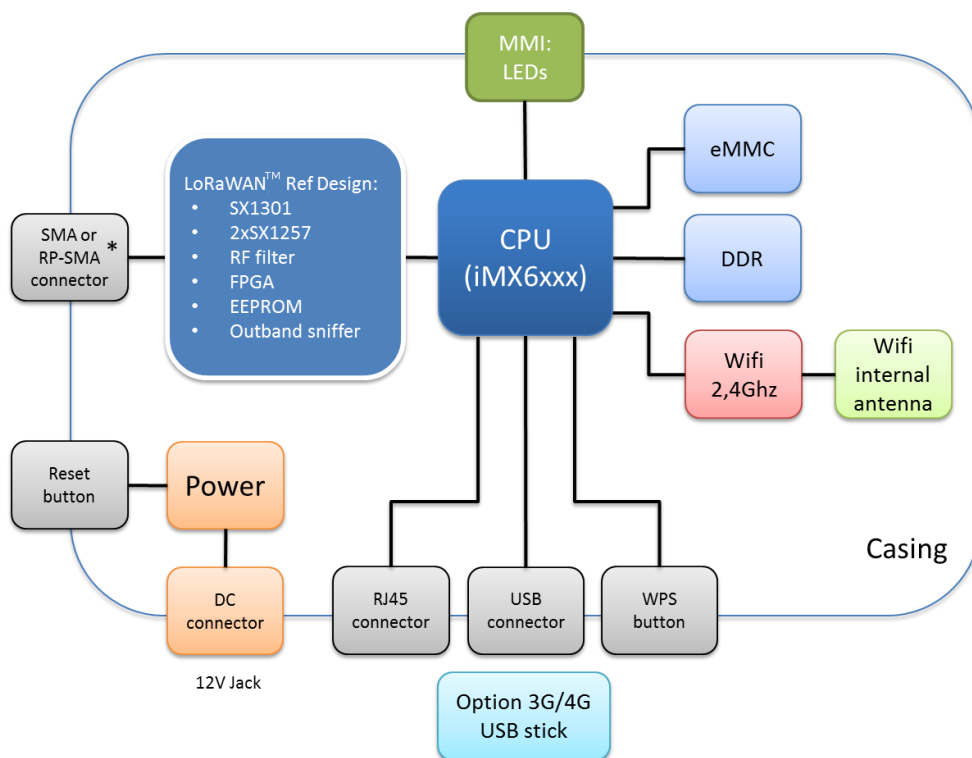 MMI:
LEDs
eMMC
LoRaWAN™ Ref Design:
• SX1301
• 2xSX1257
• RF filter
• FPGA
• EEPROM
• Outband sniffer
SMA or *
RP-SMA
connector
CPU
(iMX6xxx)
DDR
Wifi
2,4Ghz
Wifi
internal
antenna
Reset
button
Power
Casing
DC
connector
RJ45
connector
USB
connector
WPS
button
12V Jack
Option 3G/4G
USB stick